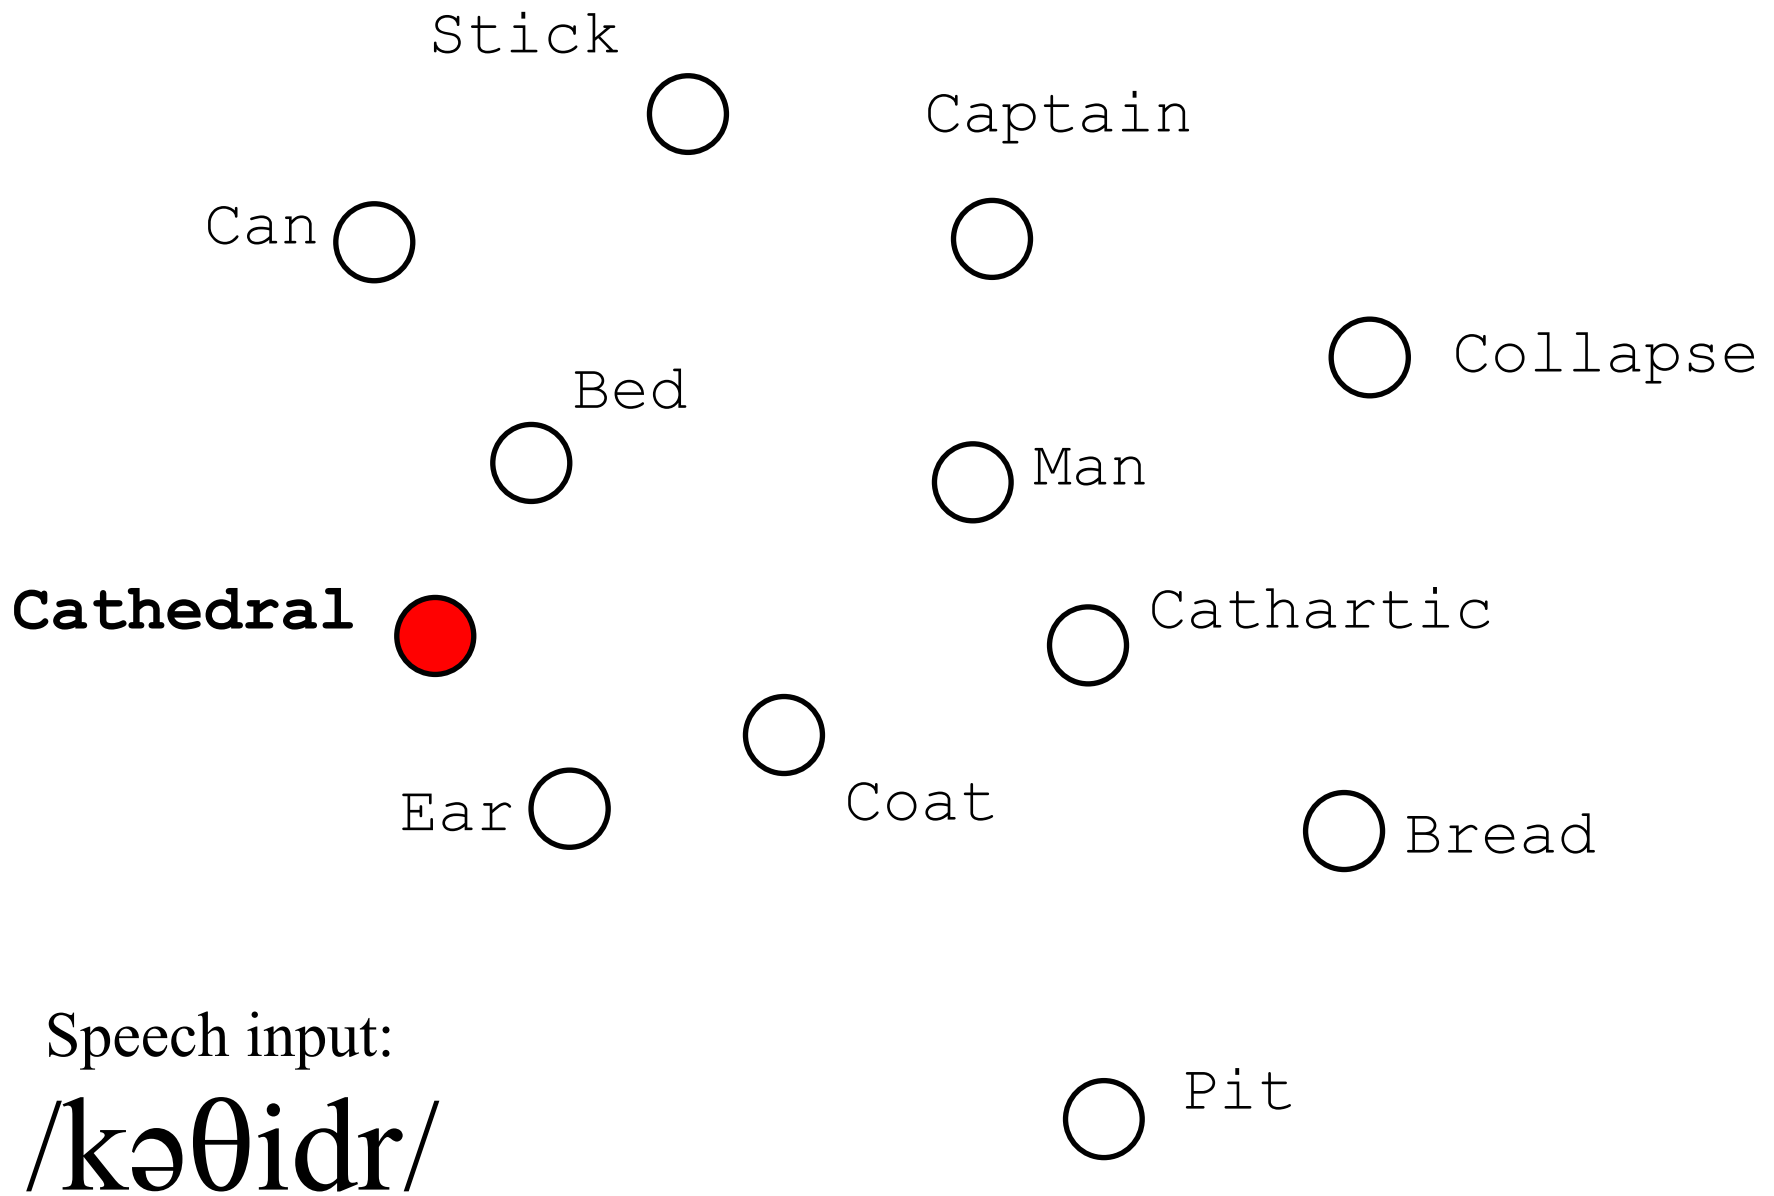 Stick
Captain
Can
Collapse
Bed
Man
Cathedral
Cathartic
Ear
Coat
Bread
Speech input:
/kəθidr/
Pit